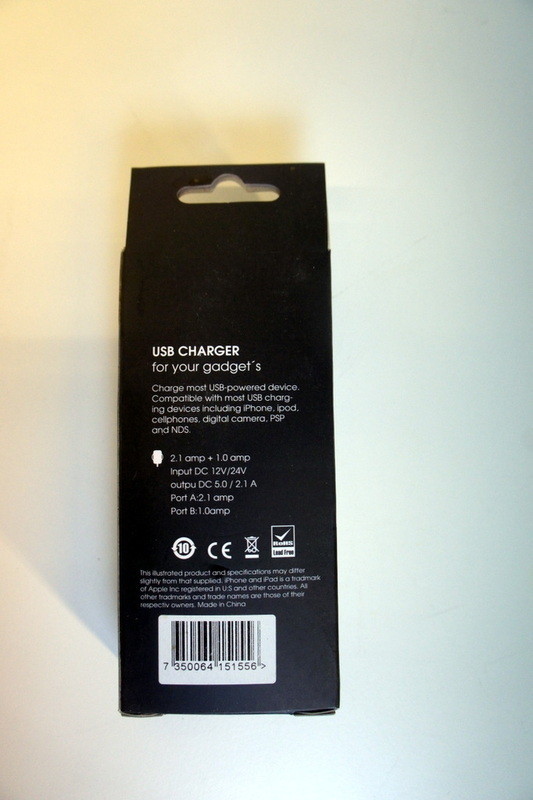 USB CHARGER
for your gadget´s
Charge most USB-powered device.
Compatible with most USB charg-
ing devices including iPhone, ipod,
cellphones, digital camera, PSP
and NDS.
2.1 amp + 1.0 amp
Input DC 12V/24V
outpu DC 5.0 / 2.1 A
Port A:2.1 amp
Port B:1.0amp
10 CE RoHS
Lead Free
This illustrated product and specifications may differ
slightly from that supplied. iPhone and iPad is a tradmark
of Apple Inc registered in U.S and other countries. All
other trademarks and trade names are those of their
respectiv owners. Made in China
7 350064 151556 >